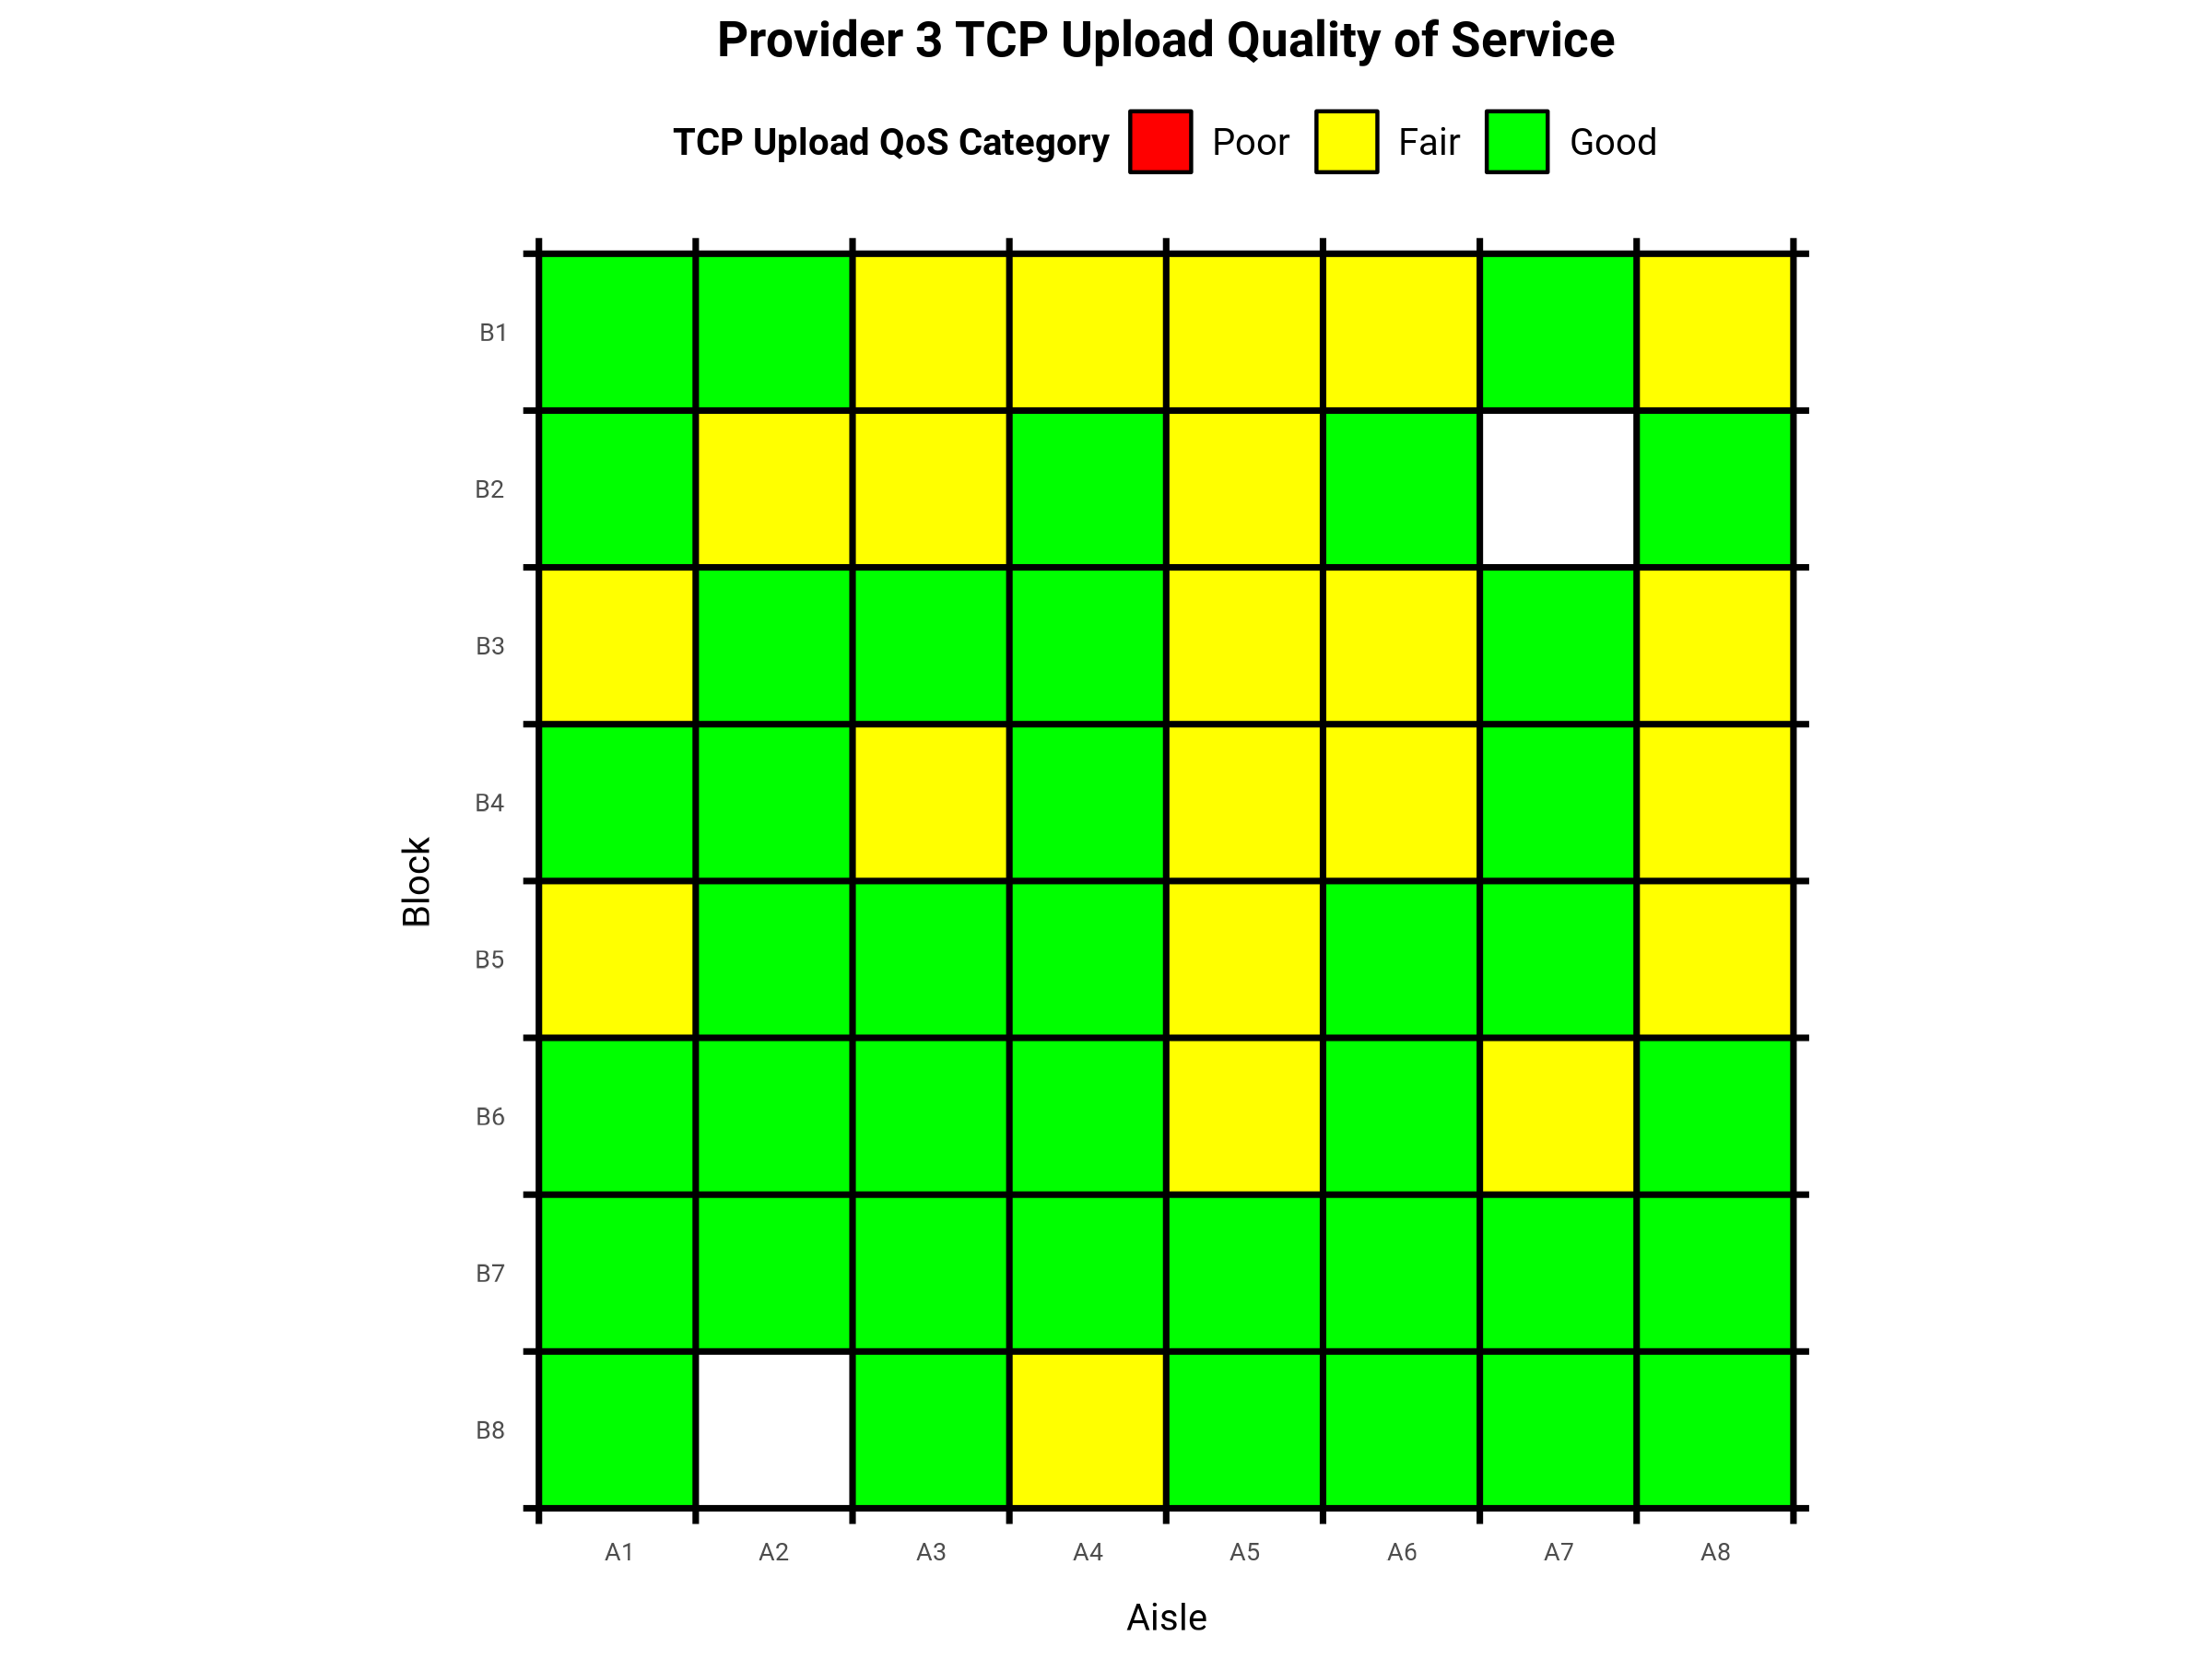 Provider 3 TCP Upload Quality of Service
TCP Upload QoS Category Poor Fair Good
B1
B2
B3
B4
B5
B6
B7
B8
Block
A1 A2 A3 A4 A5 A6 A7 A8
Aisle